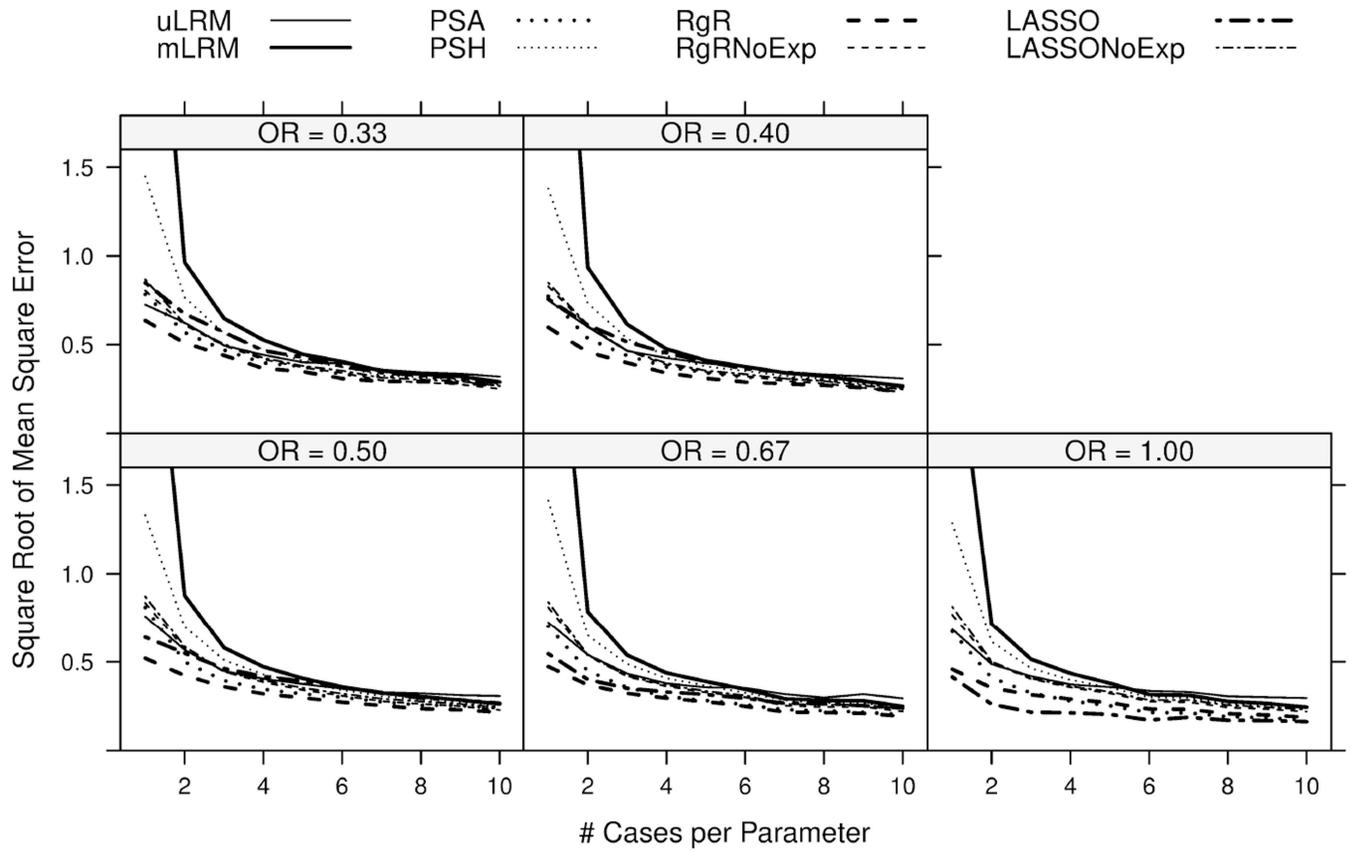 uLRM PSA RgR LASSO
mLRM PSH RgRNoExp LASSONoExp
OR = 0.33 OR = 0.40
1.5
1.0
0.5
OR = 0.50 OR = 0.67 OR = 1.00
1.5
1.0
0.5
2 4 6 8 10 2 4 6 8 10 2 4 6 8 10
# Cases per Parameter
Square Root of Mean Square Error